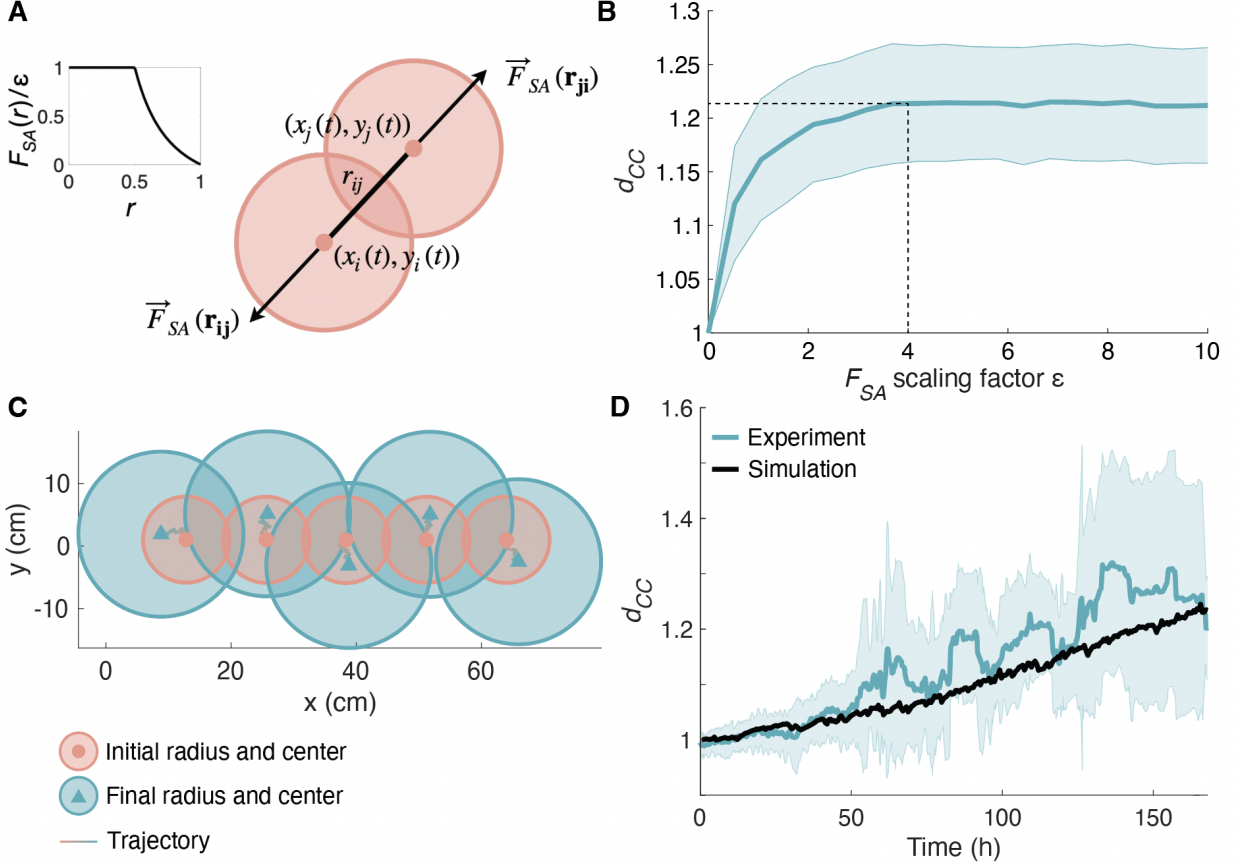 A
F_SA(r)/ε
1
0.5
0
0
0.5
1
r
F_SA(r_ji)
(x_j(t), y_j(t))
r_ij
(x_i(t), y_i(t))
F_SA(r_ij)
B
1.3
1.25
1.2
1.15
1.1
1.05
1
d_CC
0 2 4 6 8 10
F_SA scaling factor ε
C
10
0
-10
y (cm)
0 20 40 60
x (cm)
Initial radius and center
Final radius and center
Trajectory
D
1.6
1.4
1.2
1
d_CC
Experiment
Simulation
0 50 100 150
Time (h)